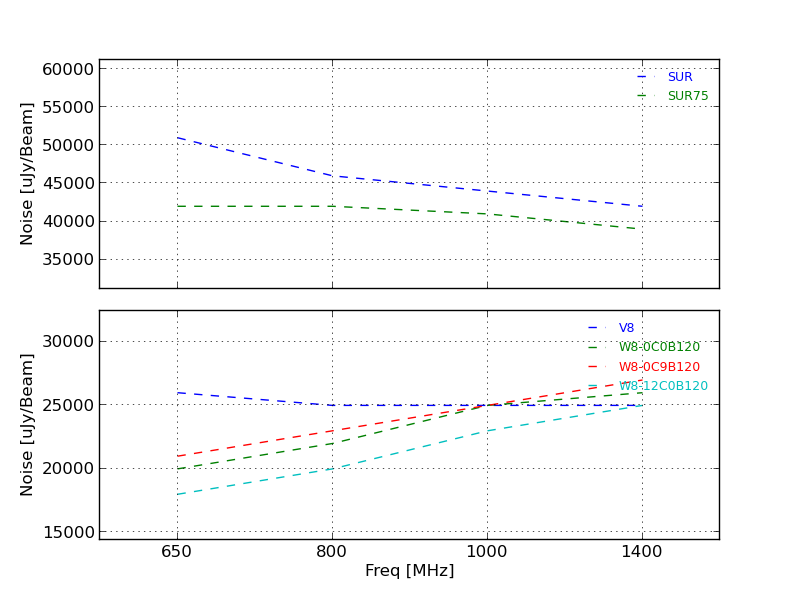 60000
55000
50000
45000
40000
35000
Noise [uJy/Beam]
SUR
SUR75
30000
25000
20000
15000
Noise [uJy/Beam]
V8
W8-0C0B120
W8-0C9B120
W8-12C0B120
650
800
1000
1400
Freq [MHz]